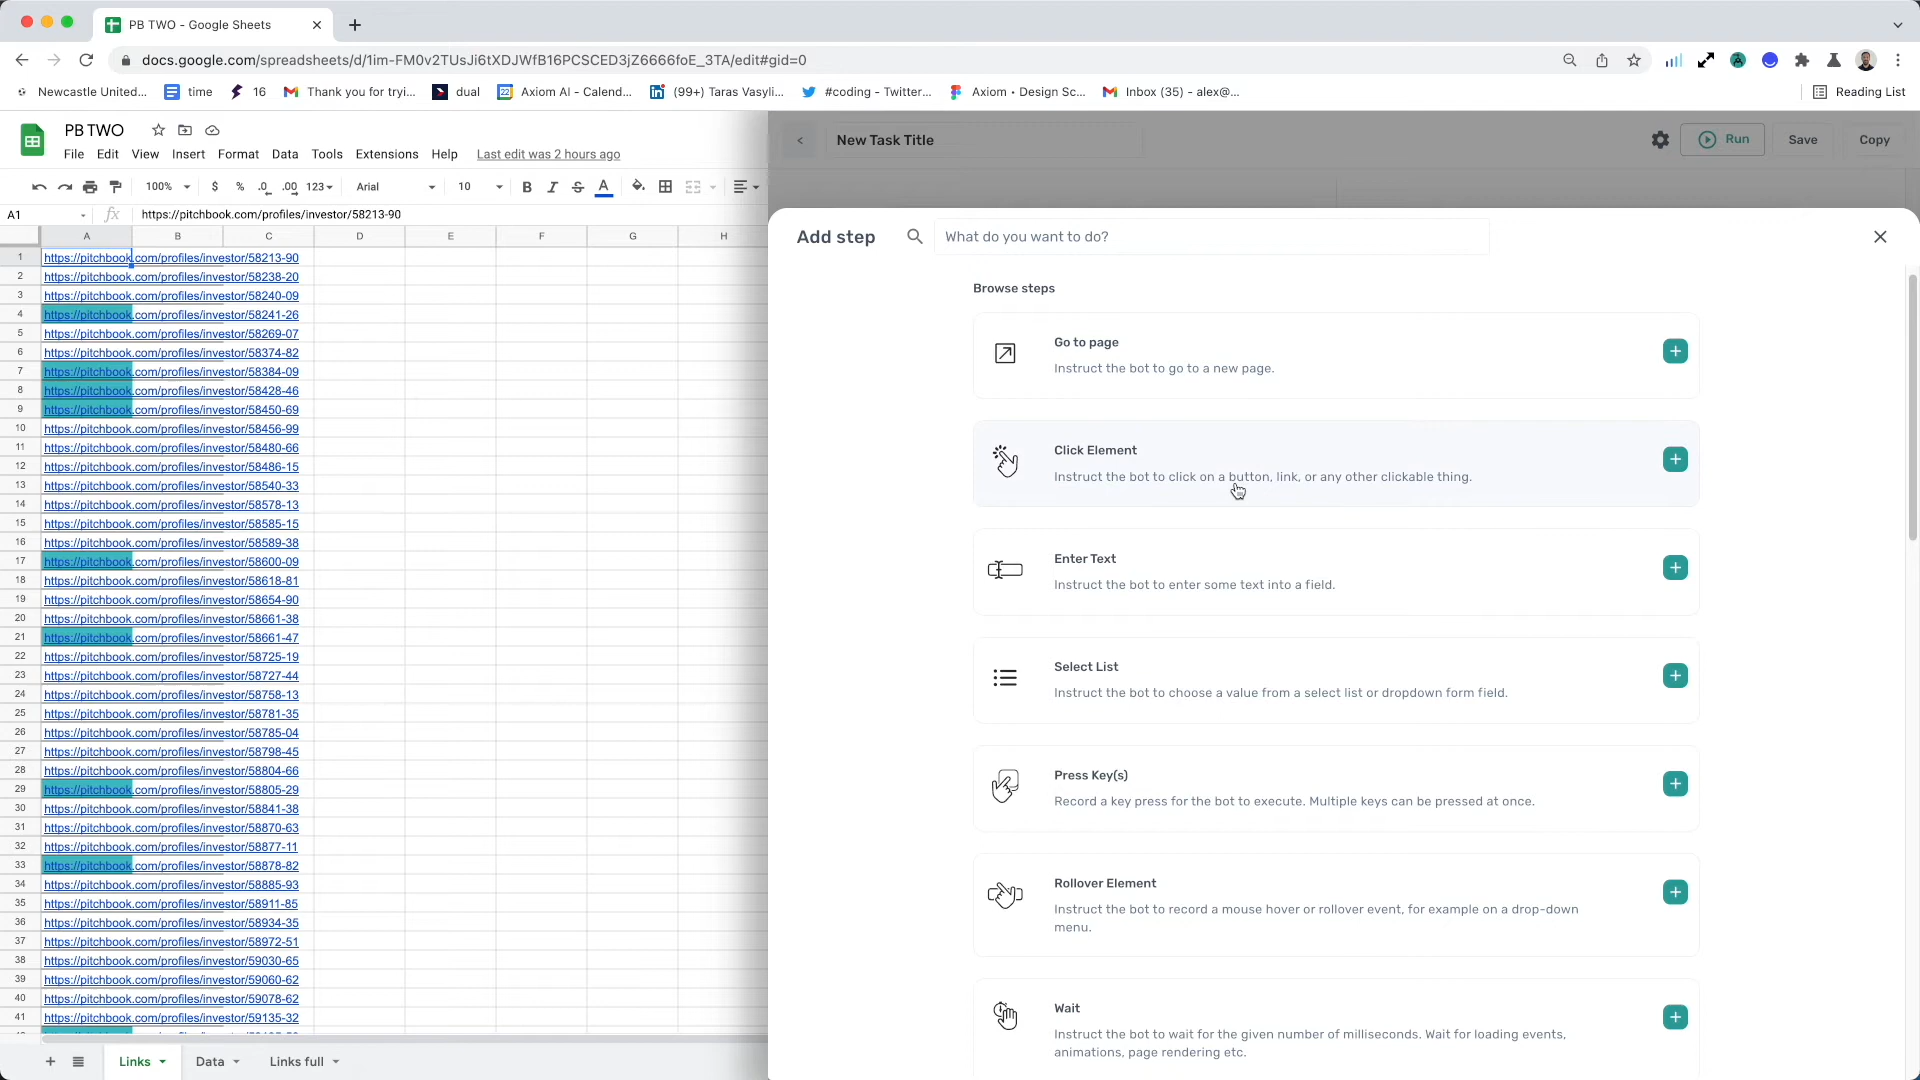 PB TWO - Google Sheets
docs.google.com/spreadsheets/d/1im-FM0v2TUsJi6tXDJWfB16PCSCED3jZ6666foE_3TA/edit#gid=0
Newcastle United...
time
16
Thank you for tryi...
dual
Axiom AI - Calend...
(99+) Taras Vasyli...
#coding - Twitter...
Axiom • Design Sc...
Inbox (35) - alex@...
Reading List
PB TWO
File Edit View Insert Format Data Tools Extensions Help Last edit was 2 hours ago
100% $ % .0 .00 123 Arial 10 B I S A
A1 fx https://pitchbook.com/profiles/investor/58213-90
A B C D E F G H
1 https://pitchbook.com/profiles/investor/58213-90
2 https://pitchbook.com/profiles/investor/58238-20
3 https://pitchbook.com/profiles/investor/58240-09
4 https://pitchbook.com/profiles/investor/58241-26
5 https://pitchbook.com/profiles/investor/58269-07
6 https://pitchbook.com/profiles/investor/58374-82
7 https://pitchbook.com/profiles/investor/58384-09
8 https://pitchbook.com/profiles/investor/58428-46
9 https://pitchbook.com/profiles/investor/58450-69
10 https://pitchbook.com/profiles/investor/58456-99
11 https://pitchbook.com/profiles/investor/58480-66
12 https://pitchbook.com/profiles/investor/58486-15
13 https://pitchbook.com/profiles/investor/58540-33
14 https://pitchbook.com/profiles/investor/58578-13
15 https://pitchbook.com/profiles/investor/58585-15
16 https://pitchbook.com/profiles/investor/58589-38
17 https://pitchbook.com/profiles/investor/58600-09
18 https://pitchbook.com/profiles/investor/58618-81
19 https://pitchbook.com/profiles/investor/58654-90
20 https://pitchbook.com/profiles/investor/58661-38
21 https://pitchbook.com/profiles/investor/58661-47
22 https://pitchbook.com/profiles/investor/58725-19
23 https://pitchbook.com/profiles/investor/58727-44
24 https://pitchbook.com/profiles/investor/58758-13
25 https://pitchbook.com/profiles/investor/58781-35
26 https://pitchbook.com/profiles/investor/58785-04
27 https://pitchbook.com/profiles/investor/58798-45
28 https://pitchbook.com/profiles/investor/58804-66
29 https://pitchbook.com/profiles/investor/58805-29
30 https://pitchbook.com/profiles/investor/58841-38
31 https://pitchbook.com/profiles/investor/58870-63
32 https://pitchbook.com/profiles/investor/58877-11
33 https://pitchbook.com/profiles/investor/58878-82
34 https://pitchbook.com/profiles/investor/58885-93
35 https://pitchbook.com/profiles/investor/58911-85
36 https://pitchbook.com/profiles/investor/58934-35
37 https://pitchbook.com/profiles/investor/58972-51
38 https://pitchbook.com/profiles/investor/59030-65
39 https://pitchbook.com/profiles/investor/59060-62
40 https://pitchbook.com/profiles/investor/59078-62
41 https://pitchbook.com/profiles/investor/59135-32
Links Data Links full
New Task Title
Run Save Copy
Add step
What do you want to do?
Browse steps
Go to page
Instruct the bot to go to a new page.
Click Element
Instruct the bot to click on a button, link, or any other clickable thing.
Enter Text
Instruct the bot to enter some text into a field.
Select List
Instruct the bot to choose a value from a select list or dropdown form field.
Press Key(s)
Record a key press for the bot to execute. Multiple keys can be pressed at once.
Rollover Element
Instruct the bot to record a mouse hover or rollover event, for example on a drop-down
menu.
Wait
Instruct the bot to wait for the given number of milliseconds. Wait for loading events,
animations, page rendering etc.